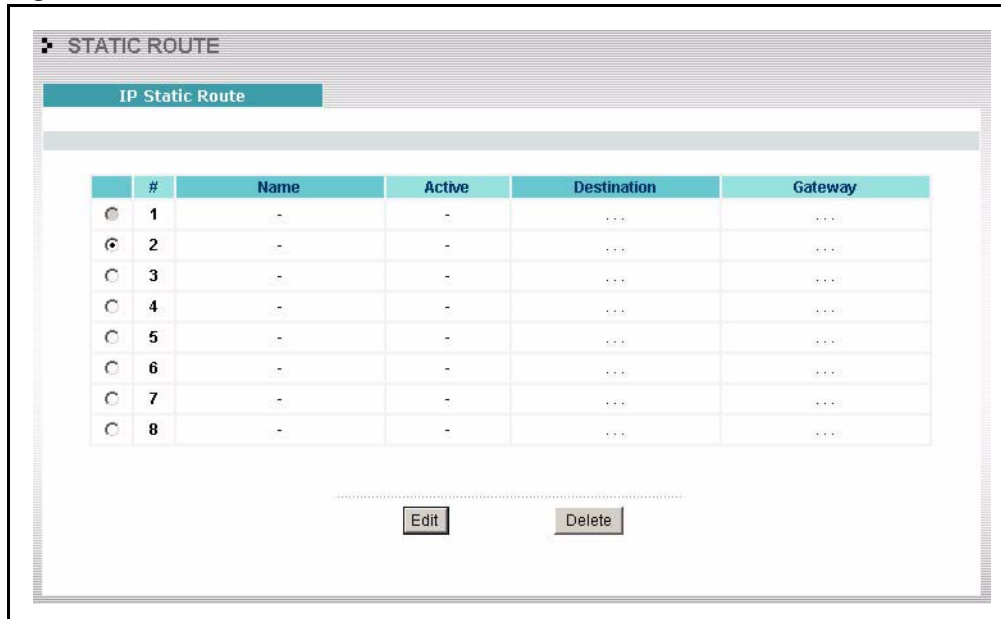 STATIC ROUTE
IP Static Route
# Name Active Destination Gateway
1 - - ... ...
2 - - ... ...
3 - - ... ...
4 - - ... ...
5 - - ... ...
6 - - ... ...
7 - - ... ...
8 - - ... ...
Edit Delete